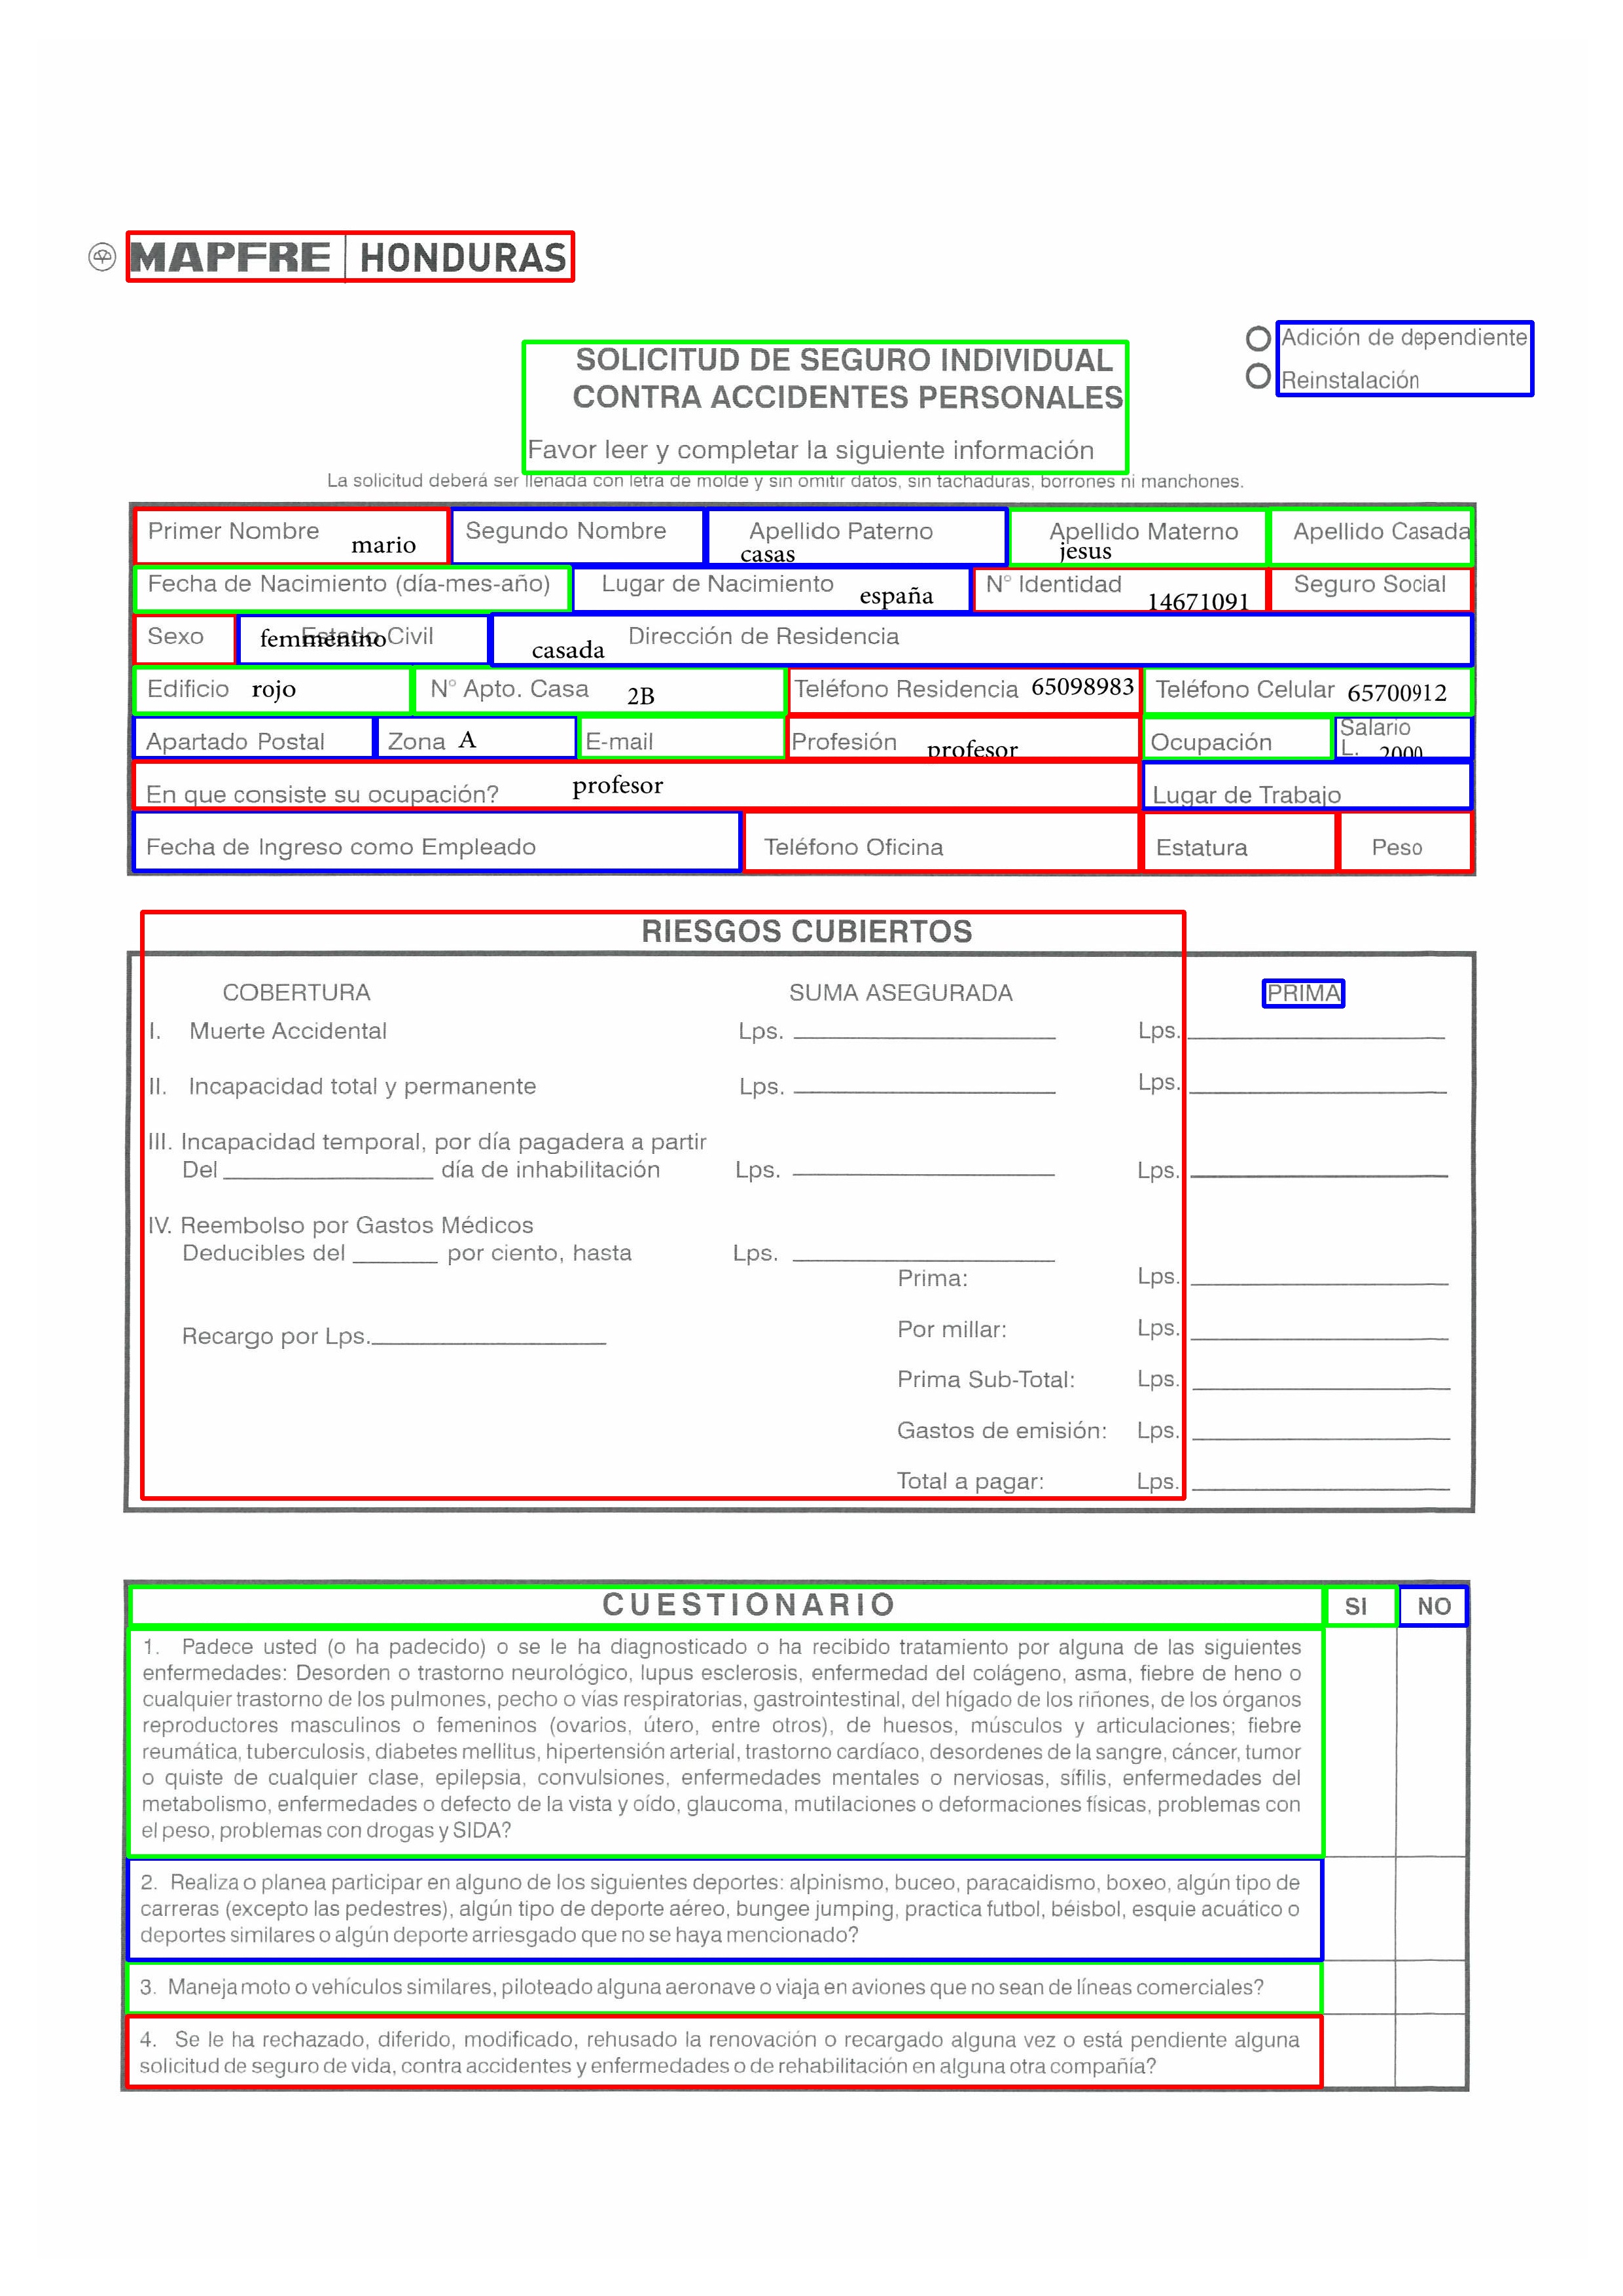 MAPFRE | HONDURAS
Adición de dependiente
Reinstalación
SOLICITUD DE SEGURO INDIVIDUAL
CONTRA ACCIDENTES PERSONALES
Favor leer y completar la siguiente información
La solicitud deberá ser llenada con letra de molde y sin omitir datos, sin tachaduras, borrones ni manchones.
Primer Nombre mario Segundo Nombre Apellido Paterno casas Apellido Materno jesus Apellido Casada
Fecha de Nacimiento (día-mes-año) Lugar de Nacimiento españa N° Identidad 14671091 Seguro Social
Sexo femmenino Estado Civil casada Dirección de Residencia
Edificio rojo N° Apto. Casa 2B Teléfono Residencia 65098983 Teléfono Celular 65700912
Apartado Postal Zona A E-mail Profesión profesor Ocupación Salario L. 2000
En que consiste su ocupación? profesor Lugar de Trabajo
Fecha de Ingreso como Empleado Teléfono Oficina Estatura Peso
RIESGOS CUBIERTOS
COBERTURA SUMA ASEGURADA PRIMA
I. Muerte Accidental Lps. Lps.
II. Incapacidad total y permanente Lps. Lps.
III. Incapacidad temporal, por día pagadera a partir
Del día de inhabilitación Lps. Lps.
IV. Reembolso por Gastos Médicos
Deducibles del por ciento, hasta Lps.
Prima: Lps.
Recargo por Lps. Por millar: Lps.
Prima Sub-Total: Lps.
Gastos de emisión: Lps.
Total a pagar: Lps.
CUESTIONARIO SI NO
1. Padece usted (o ha padecido) o se le ha diagnosticado o ha recibido tratamiento por alguna de las siguientes
enfermedades: Desorden o trastorno neurológico, lupus esclerosis, enfermedad del colágeno, asma, fiebre de heno o
cualquier trastorno de los pulmones, pecho o vías respiratorias, gastrointestinal, del hígado de los riñones, de los órganos
reproductores masculinos o femeninos (ovarios, útero, entre otros), de huesos, músculos y articulaciones; fiebre
reumática, tuberculosis, diabetes mellitus, hipertensión arterial, trastorno cardíaco, desordenes de la sangre, cáncer, tumor
o quiste de cualquier clase, epilepsia, convulsiones, enfermedades mentales o nerviosas, sífilis, enfermedades del
metabolismo, enfermedades o defecto de la vista y oído, glaucoma, mutilaciones o deformaciones físicas, problemas con
el peso, problemas con drogas y SIDA?
2. Realiza o planea participar en alguno de los siguientes deportes: alpinismo, buceo, paracaidismo, boxeo, algún tipo de
carreras (excepto las pedestres), algún tipo de deporte aéreo, bungee jumping, practica futbol, béisbol, esquie acuático o
deportes similares o algún deporte arriesgado que no se haya mencionado?
3. Maneja moto o vehículos similares, piloteado alguna aeronave o viaja en aviones que no sean de líneas comerciales?
4. Se le ha rechazado, diferido, modificado, rehusado la renovación o recargado alguna vez o está pendiente alguna
solicitud de seguro de vida, contra accidentes y enfermedades o de rehabilitación en alguna otra compañía?